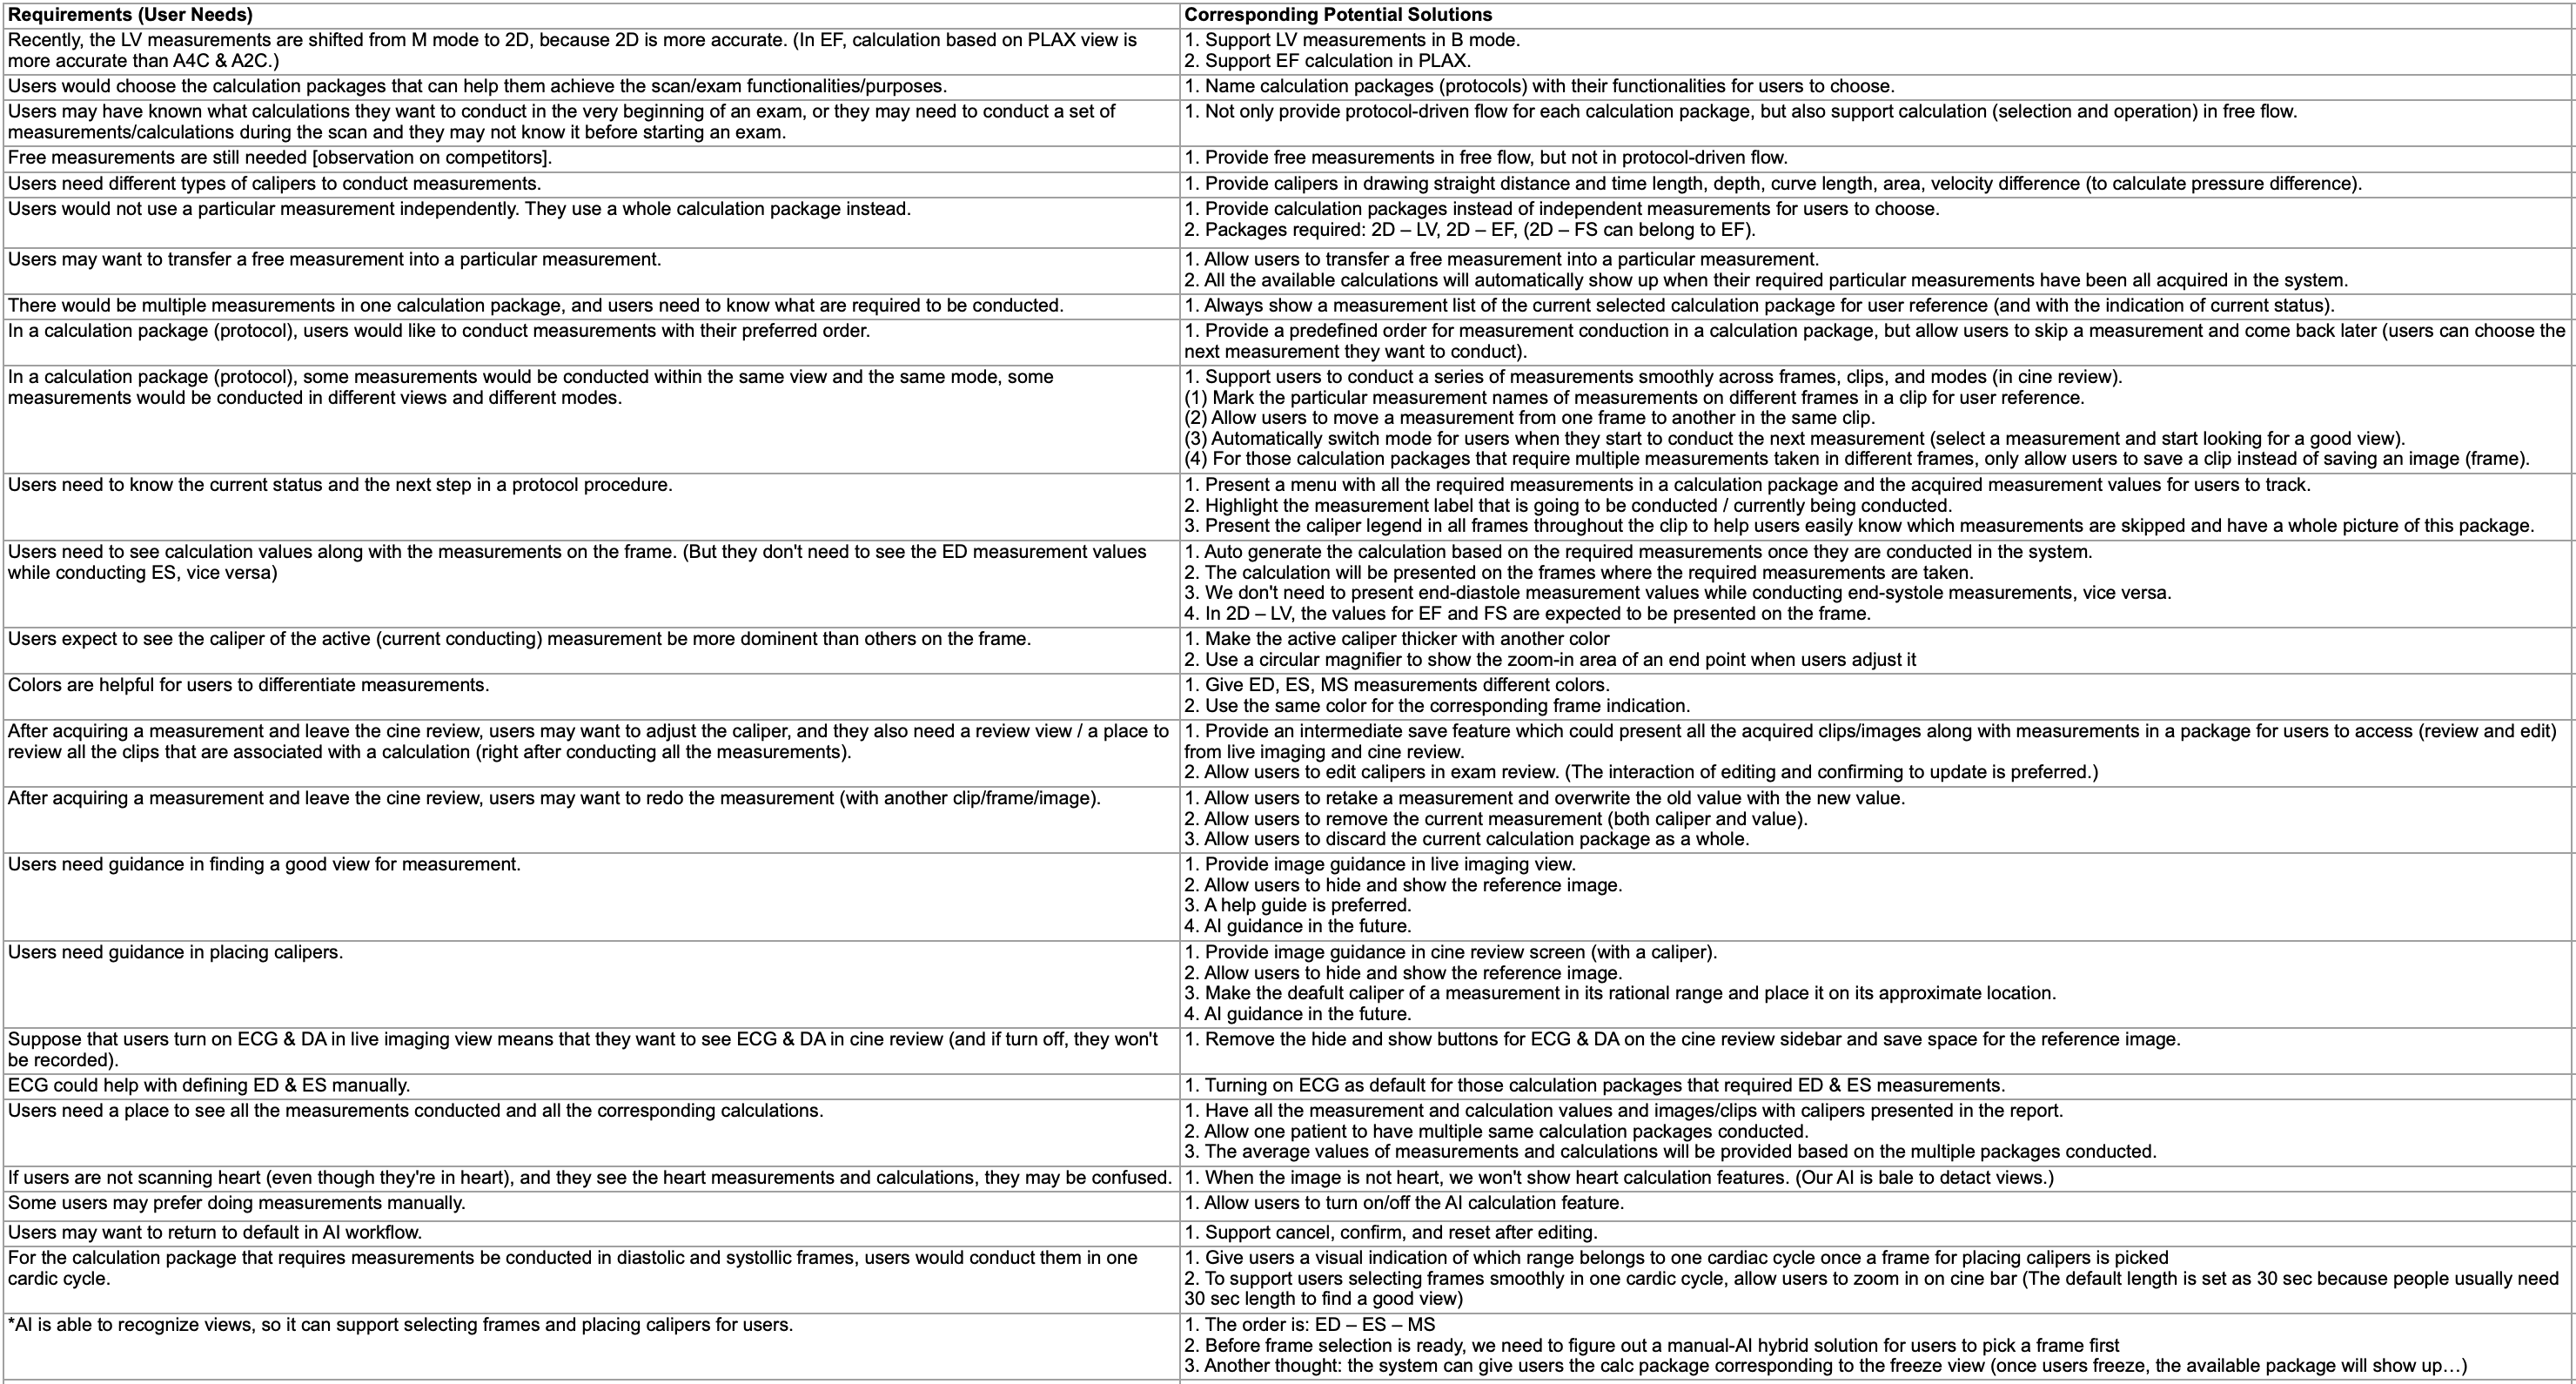 Requirements (User Needs)
Corresponding Potential Solutions
Recently, the LV measurements are shifted from M mode to 2D, because 2D is more accurate. (In EF, calculation based on PLAX view is
more accurate than A4C & A2C.)
1. Support LV measurements in B mode.
2. Support EF calculation in PLAX.
Users would choose the calculation packages that can help them achieve the scan/exam functionalities/purposes.
1. Name calculation packages (protocols) with their functionalities for users to choose.
Users may have known what calculations they want to conduct in the very beginning of an exam, or they may need to conduct a set of
measurements/calculations during the scan and they may not know it before starting an exam.
1. Not only provide protocol-driven flow for each calculation package, but also support calculation (selection and operation) in free flow.
Free measurements are still needed [observation on competitors].
1. Provide free measurements in free flow, but not in protocol-driven flow.
Users need different types of calipers to conduct measurements.
1. Provide calipers in drawing straight distance and time length, depth, curve length, area, velocity difference (to calculate pressure difference).
Users would not use a particular measurement independently. They use a whole calculation package instead.
1. Provide calculation packages instead of independent measurements for users to choose.
2. Packages required: 2D – LV, 2D – EF, (2D – FS can belong to EF).
Users may want to transfer a free measurement into a particular measurement.
1. Allow users to transfer a free measurement into a particular measurement.
2. All the available calculations will automatically show up when their required particular measurements have been all acquired in the system.
There would be multiple measurements in one calculation package, and users need to know what are required to be conducted.
1. Always show a measurement list of the current selected calculation package for user reference (and with the indication of current status).
In a calculation package (protocol), users would like to conduct measurements with their preferred order.
1. Provide a predefined order for measurement conduction in a calculation package, but allow users to skip a measurement and come back later (users can choose the
next measurement they want to conduct).
In a calculation package (protocol), some measurements would be conducted within the same view and the same mode, some
measurements would be conducted in different views and different modes.
1. Support users to conduct a series of measurements smoothly across frames, clips, and modes (in cine review).
(1) Mark the particular measurement names of measurements on different frames in a clip for user reference.
(2) Allow users to move a measurement from one frame to another in the same clip.
(3) Automatically switch mode for users when they start to conduct the next measurement (select a measurement and start looking for a good view).
(4) For those calculation packages that require multiple measurements taken in different frames, only allow users to save a clip instead of saving an image (frame).
Users need to know the current status and the next step in a protocol procedure.
1. Present a menu with all the required measurements in a calculation package and the acquired measurement values for users to track.
2. Highlight the measurement label that is going to be conducted / currently being conducted.
3. Present the caliper legend in all frames throughout the clip to help users easily know which measurements are skipped and have a whole picture of this package.
Users need to see calculation values along with the measurements on the frame. (But they don't need to see the ED measurement values
while conducting ES, vice versa)
1. Auto generate the calculation based on the required measurements once they are conducted in the system.
2. The calculation will be presented on the frames where the required measurements are taken.
3. We don't need to present end-diastole measurement values while conducting end-systole measurements, vice versa.
4. In 2D – LV, the values for EF and FS are expected to be presented on the frame.
Users expect to see the caliper of the active (current conducting) measurement be more dominent than others on the frame.
1. Make the active caliper thicker with another color
2. Use a circular magnifier to show the zoom-in area of an end point when users adjust it
Colors are helpful for users to differentiate measurements.
1. Give ED, ES, MS measurements different colors.
2. Use the same color for the corresponding frame indication.
After acquiring a measurement and leave the cine review, users may want to adjust the caliper, and they also need a review view / a place to
review all the clips that are associated with a calculation (right after conducting all the measurements).
1. Provide an intermediate save feature which could present all the acquired clips/images along with measurements in a package for users to access (review and edit)
from live imaging and cine review.
2. Allow users to edit calipers in exam review. (The interaction of editing and confirming to update is preferred.)
After acquiring a measurement and leave the cine review, users may want to redo the measurement (with another clip/frame/image).
1. Allow users to retake a measurement and overwrite the old value with the new value.
2. Allow users to remove the current measurement (both caliper and value).
3. Allow users to discard the current calculation package as a whole.
Users need guidance in finding a good view for measurement.
1. Provide image guidance in live imaging view.
2. Allow users to hide and show the reference image.
3. A help guide is preferred.
4. AI guidance in the future.
Users need guidance in placing calipers.
1. Provide image guidance in cine review screen (with a caliper).
2. Allow users to hide and show the reference image.
3. Make the deafult caliper of a measurement in its rational range and place it on its approximate location.
4. AI guidance in the future.
Suppose that users turn on ECG & DA in live imaging view means that they want to see ECG & DA in cine review (and if turn off, they won't
be recorded).
1. Remove the hide and show buttons for ECG & DA on the cine review sidebar and save space for the reference image.
ECG could help with defining ED & ES manually.
1. Turning on ECG as default for those calculation packages that required ED & ES measurements.
Users need a place to see all the measurements conducted and all the corresponding calculations.
1. Have all the measurement and calculation values and images/clips with calipers presented in the report.
2. Allow one patient to have multiple same calculation packages conducted.
3. The average values of measurements and calculations will be provided based on the multiple packages conducted.
If users are not scanning heart (even though they're in heart), and they see the heart measurements and calculations, they may be confused.
1. When the image is not heart, we won't show heart calculation features. (Our AI is bale to detact views.)
Some users may prefer doing measurements manually.
1. Allow users to turn on/off the AI calculation feature.
Users may want to return to default in AI workflow.
1. Support cancel, confirm, and reset after editing.
For the calculation package that requires measurements be conducted in diastolic and systollic frames, users would conduct them in one
cardic cycle.
1. Give users a visual indication of which range belongs to one cardiac cycle once a frame for placing calipers is picked
2. To support users selecting frames smoothly in one cardic cycle, allow users to zoom in on cine bar (The default length is set as 30 sec because people usually need
30 sec length to find a good view)
*AI is able to recognize views, so it can support selecting frames and placing calipers for users.
1. The order is: ED – ES – MS
2. Before frame selection is ready, we need to figure out a manual-AI hybrid solution for users to pick a frame first
3. Another thought: the system can give users the calc package corresponding to the freeze view (once users freeze, the available package will show up…)